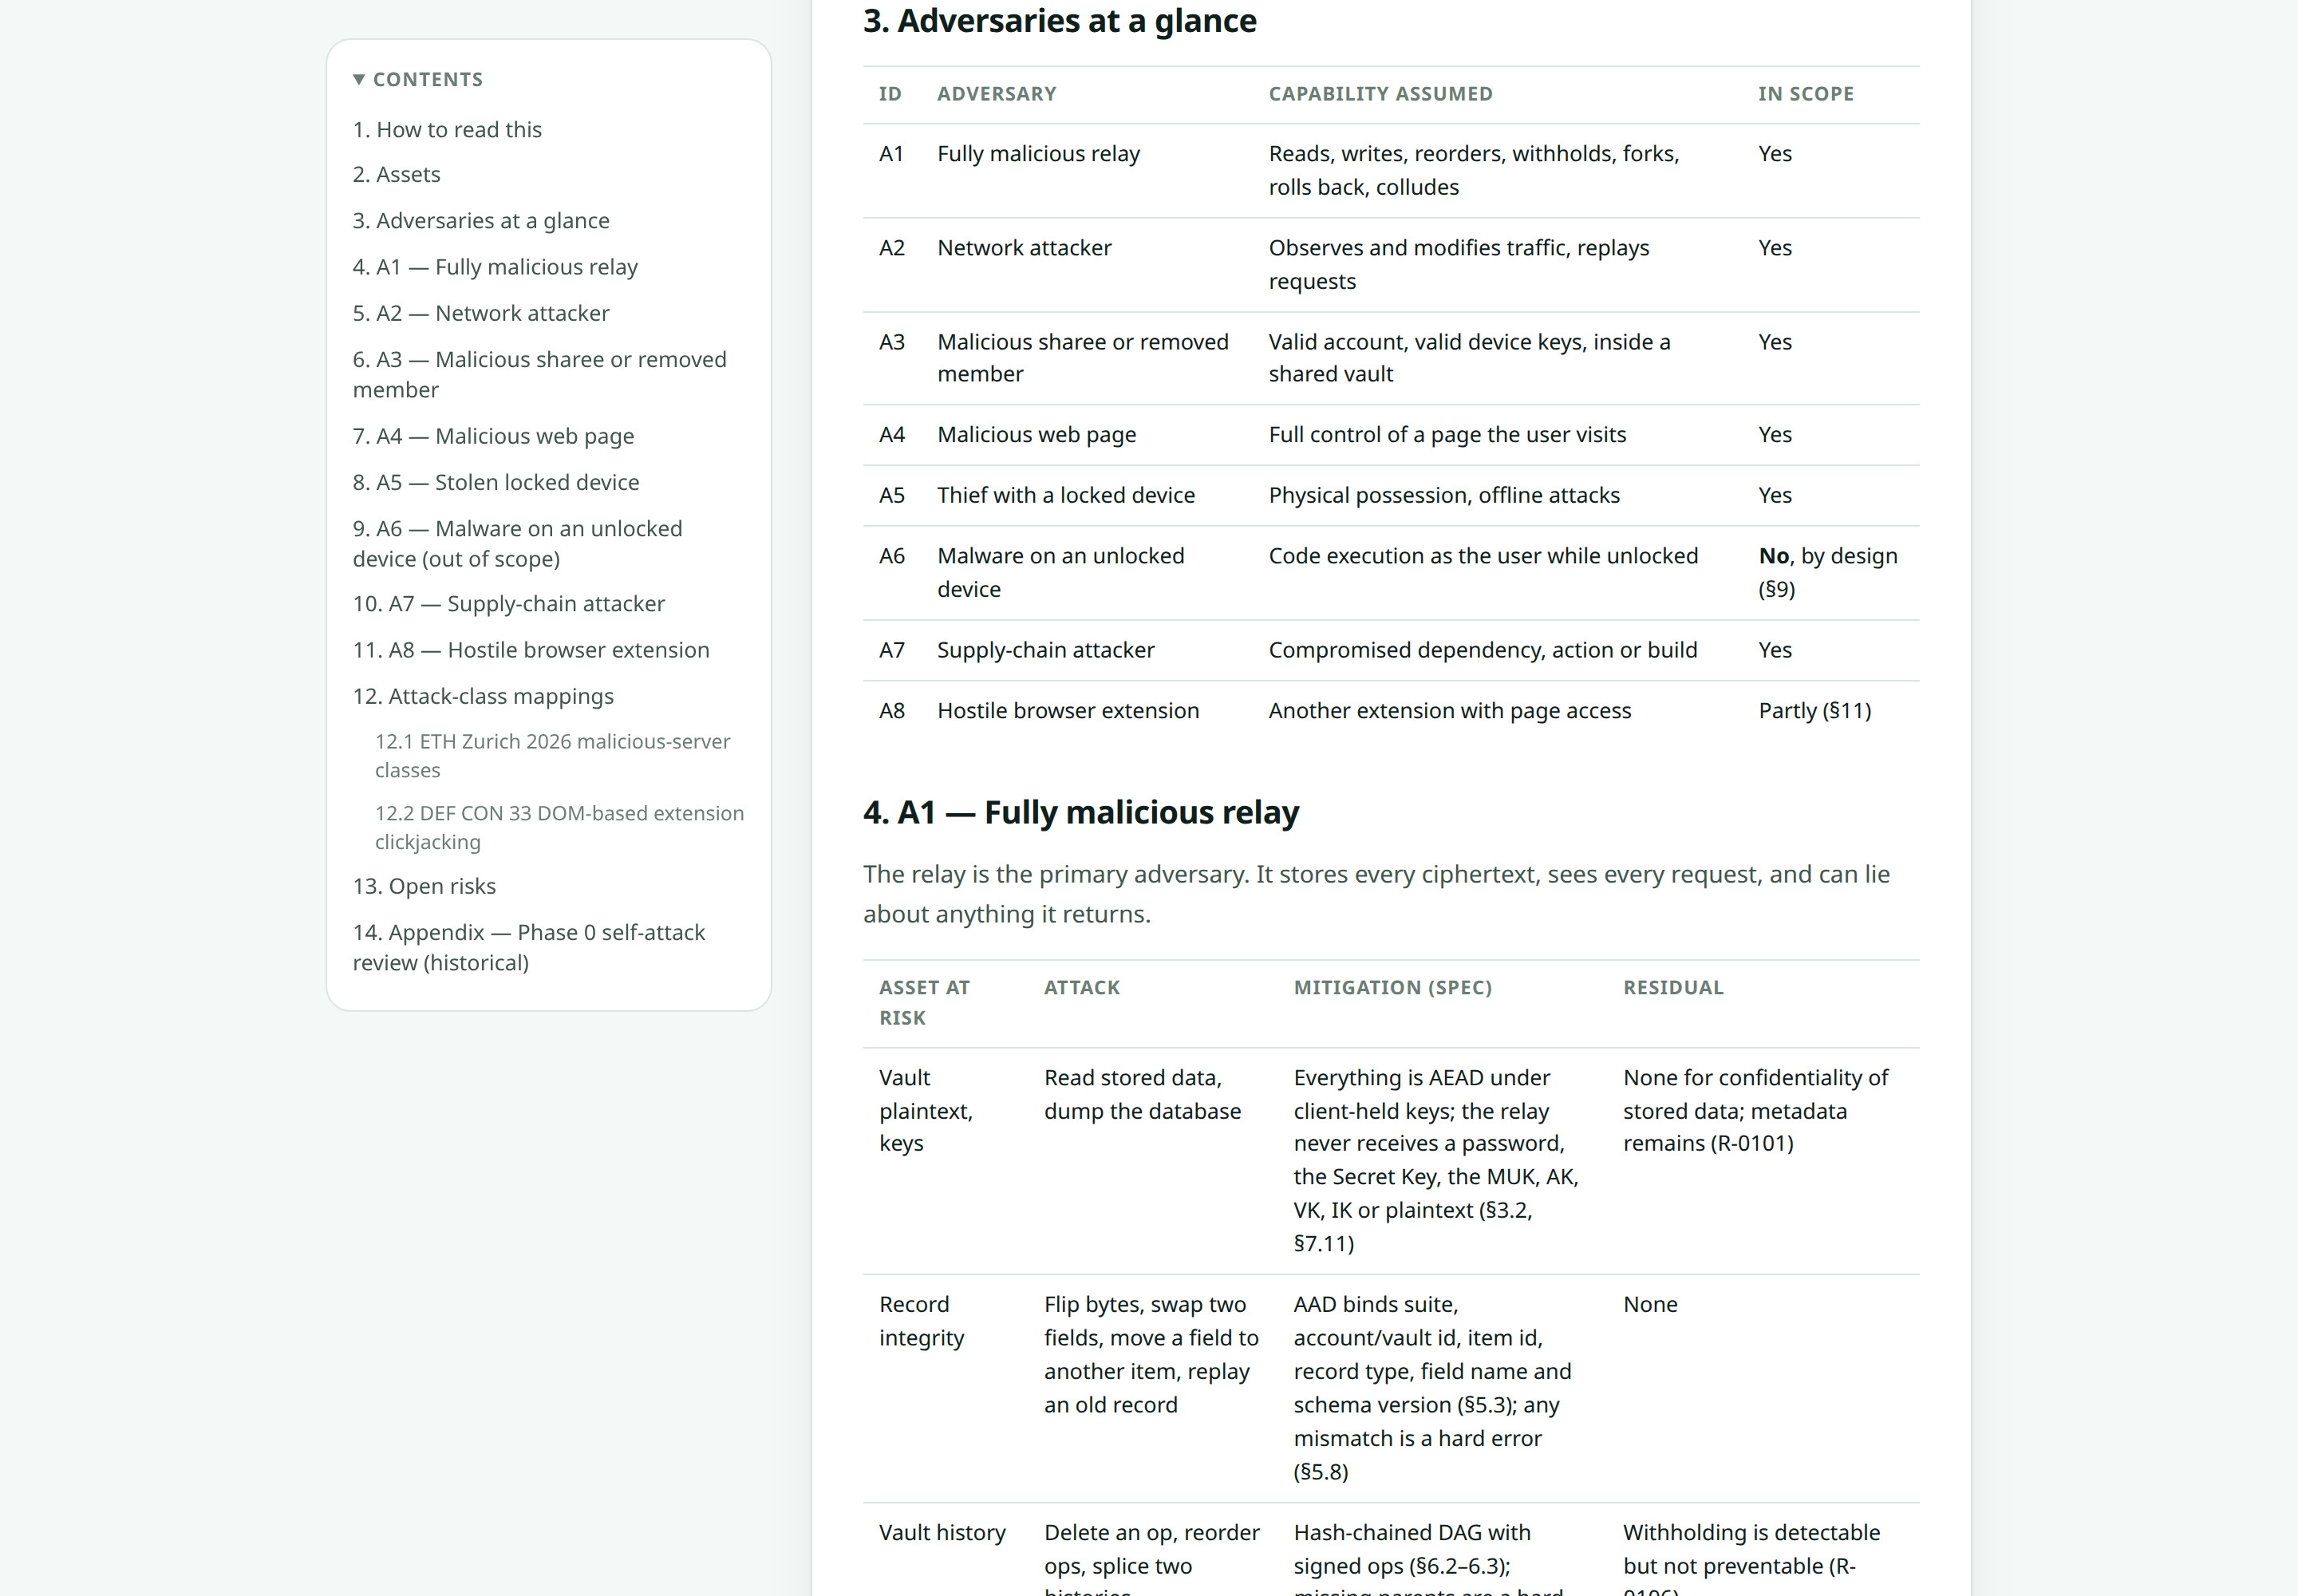 ▼ CONTENTS
1. How to read this
2. Assets
3. Adversaries at a glance
4. A1 — Fully malicious relay
5. A2 — Network attacker
6. A3 — Malicious sharee or removed
member
7. A4 — Malicious web page
8. A5 — Stolen locked device
9. A6 — Malware on an unlocked
device (out of scope)
10. A7 — Supply-chain attacker
11. A8 — Hostile browser extension
12. Attack-class mappings
12.1 ETH Zurich 2026 malicious-server
classes
12.2 DEF CON 33 DOM-based extension
clickjacking
13. Open risks
14. Appendix — Phase 0 self-attack
review (historical)
3. Adversaries at a glance
ID ADVERSARY CAPABILITY ASSUMED IN SCOPE
A1 Fully malicious relay Reads, writes, reorders, withholds, forks, Yes
rolls back, colludes
A2 Network attacker Observes and modifies traffic, replays Yes
requests
A3 Malicious sharee or removed Valid account, valid device keys, inside a Yes
member shared vault
A4 Malicious web page Full control of a page the user visits Yes
A5 Thief with a locked device Physical possession, offline attacks Yes
A6 Malware on an unlocked Code execution as the user while unlocked No, by design
device (§9)
A7 Supply-chain attacker Compromised dependency, action or build Yes
A8 Hostile browser extension Another extension with page access Partly (§11)
4. A1 — Fully malicious relay
The relay is the primary adversary. It stores every ciphertext, sees every request, and can lie
about anything it returns.
ASSET AT ATTACK MITIGATION (SPEC) RESIDUAL
RISK
Vault Read stored data, Everything is AEAD under None for confidentiality of
plaintext, dump the database client-held keys; the relay stored data; metadata
keys never receives a password, remains (R-0101)
the Secret Key, the MUK, AK,
VK, IK or plaintext (§3.2,
§7.11)
Record Flip bytes, swap two AAD binds suite, None
integrity fields, move a field to account/vault id, item id,
another item, replay record type, field name and
an old record schema version (§5.3); any
mismatch is a hard error
(§5.8)
Vault history Delete an op, reorder Hash-chained DAG with Withholding is detectable
ops, splice two signed ops (§6.2–6.3); but not preventable (R-